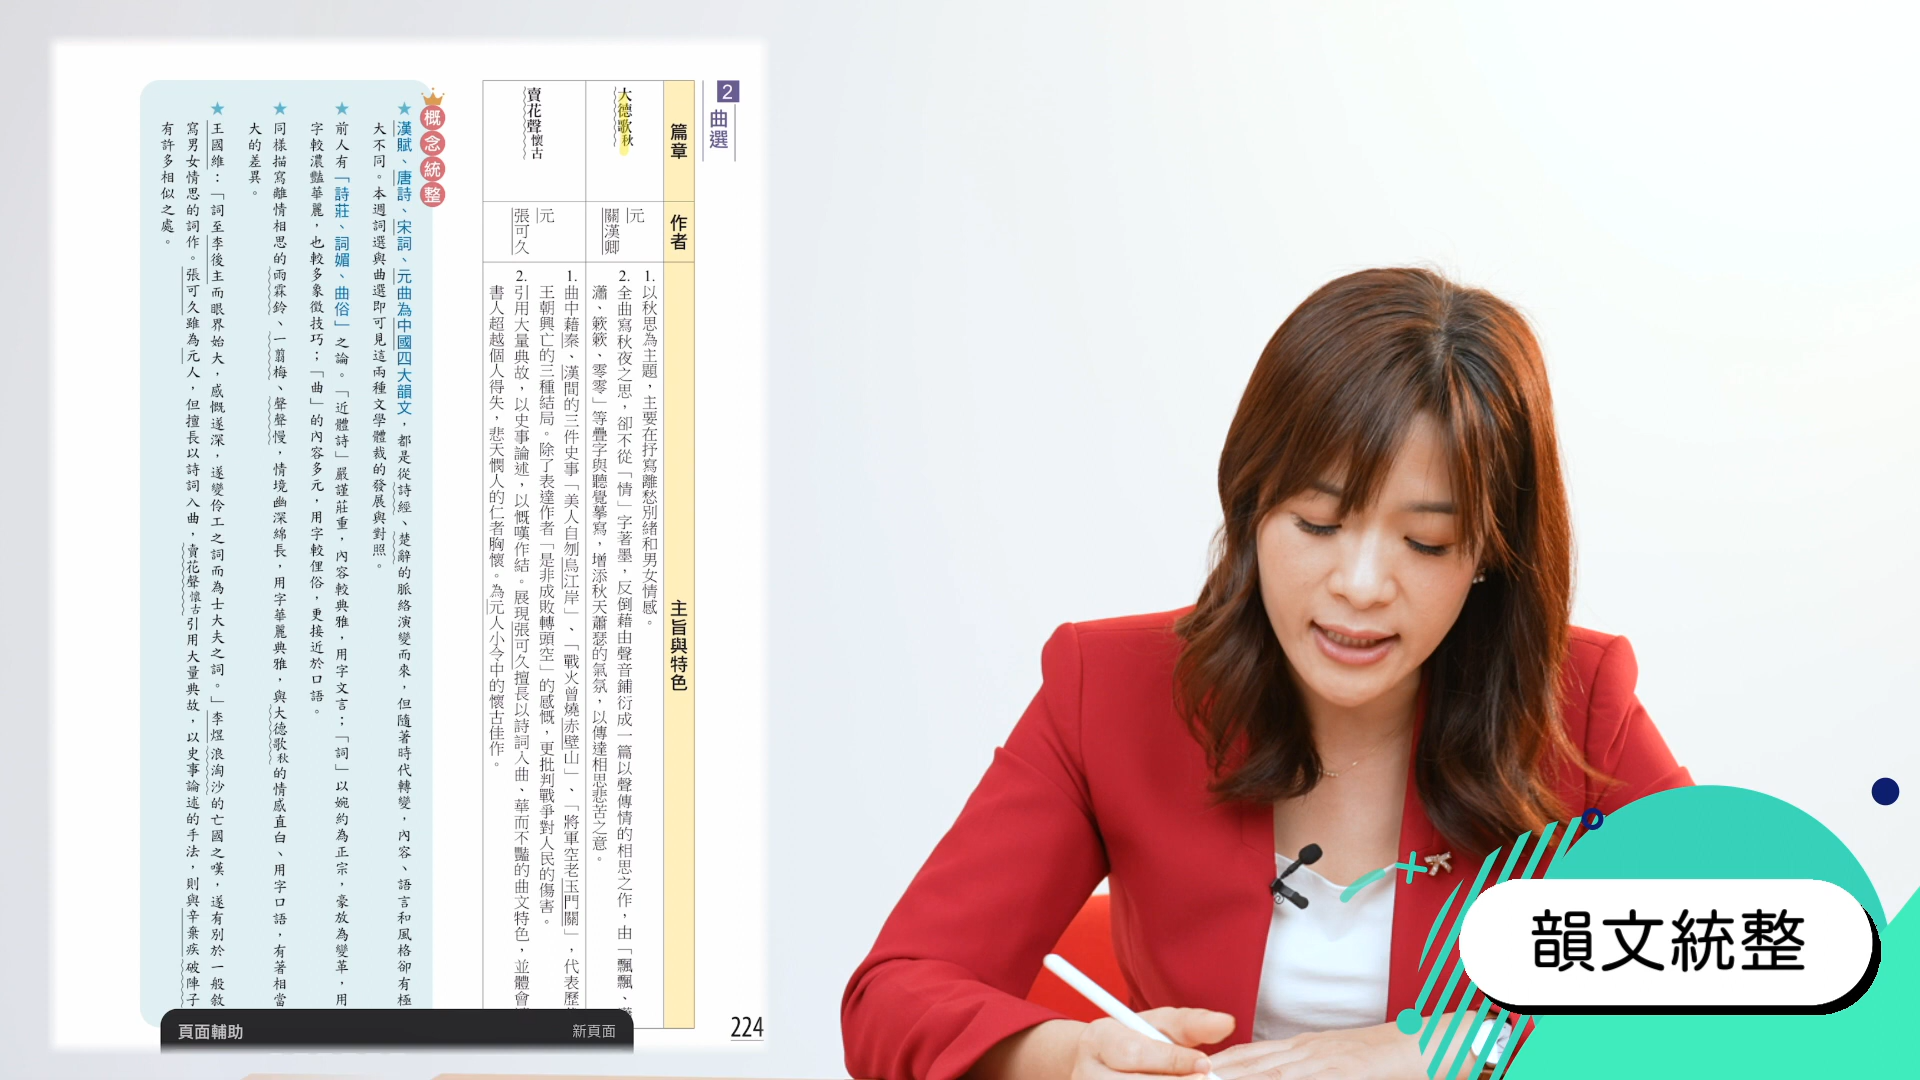 2
曲選
篇章
作者
主旨與特色
大德歌秋
元
關漢卿
1.以秋思為主題，主要在抒寫離愁別緒和男女情感。
2.全曲寫秋夜之思，卻不從「情」字著墨，反倒藉由聲音鋪衍成一篇以聲傳情的相思之作，由「飄飄、
瀟、簌簌、零零」等疊字與聽覺摹寫，增添秋天蕭瑟的氣氛，以傳達相思悲苦之意。
賣花聲懷古
元
張可久
1.曲中藉秦、漢間的三件史事「美人自刎烏江岸」、「戰火曾燒赤壁山」、「將軍空老玉門關」，代表歷
王朝興亡的三種結局。除了表達作者「是非成敗轉頭空」的感慨，更批判戰爭對人民的傷害。
2.引用大量典故，以史事論述，以慨嘆作結。展現張可久擅長以詩詞入曲、華而不豔的曲文特色，並體會
書人超越個人得失，悲天憫人的仁者胸懷。為元人小令中的懷古佳作。
概念統整
★漢賦、唐詩、宋詞、元曲為中國四大韻文，都是從詩經、楚辭的脈絡演變而來，但隨著時代轉變，內容、語言和風格卻有極
大不同。本週詞選與曲選即可見這兩種文學體裁的發展與對照。
★前人有「詩莊、詞媚、曲俗」之論。「近體詩」嚴謹莊重，內容較典雅，用字文言；「詞」以婉約為正宗，豪放為變革，用
字較濃豔華麗，也較多象徵技巧；「曲」的內容多元，用字較俚俗，更接近於口語。
★同樣描寫離情相思的雨霖鈴、一翦梅、聲聲慢，情境幽深綿長，用字華麗典雅，與大德歌秋的情感直白、用字口語，有著相當
大的差異。
★王國維：「詞至李後主而眼界始大，感慨遂深，遂變伶工之詞而為士大夫之詞。」李煜浪淘沙的亡國之嘆，遂有別於一般敘
寫男女情思的詞作。張可久雖為元人，但擅長以詩詞入曲，賣花聲懷古引用大量典故，以史事論述的手法，則與辛棄疾破陣子
有許多相似之處。
頁面輔助
新頁面
224
韻文統整